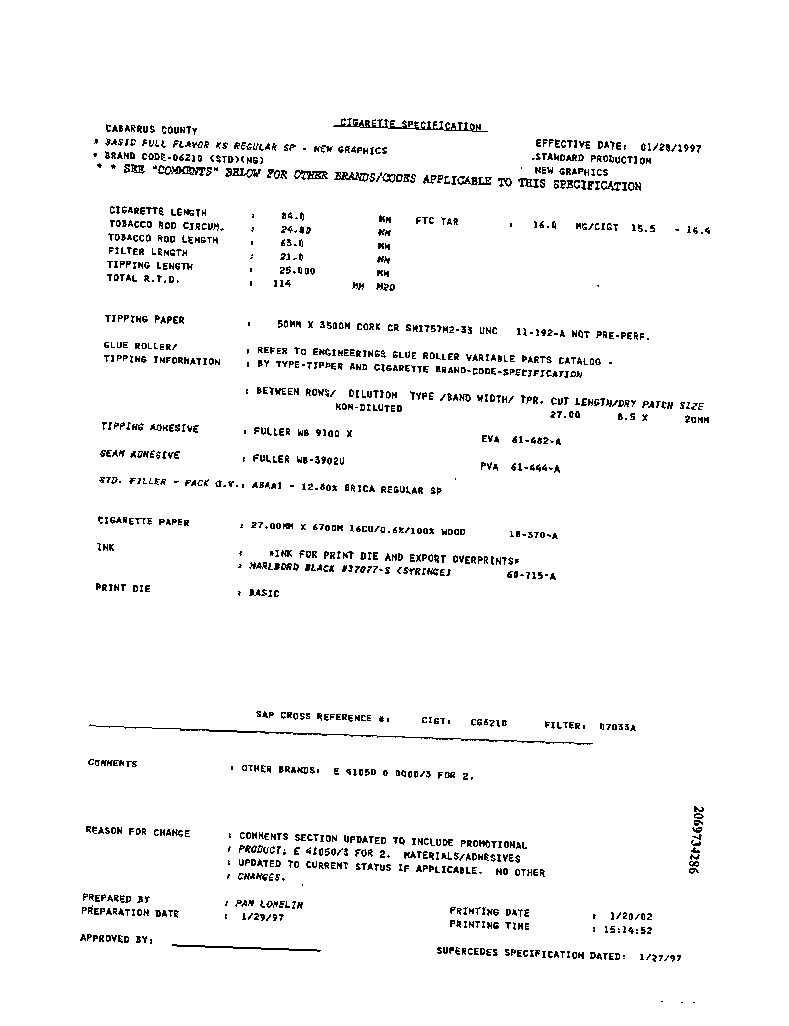 CIGARETTE SPECIFICATION
CABARRUS COUNTY
* BASIC FULL FLAVOR KS REGULAR SP - NEW GRAPHICS EFFECTIVE DATE: 01/28/1997
* BRAND CODE-06210 (STD)(NG) .STANDARD PRODUCTION
NEW GRAPHICS
* * SEE "COMMENTS" BELOW FOR OTHER BRANDS/CODES APPLICABLE TO THIS SPECIFICATION
CIGARETTE LENGTH : 84.0 MM FTC TAR : 16.0 MG/CIGT 15.5 - 16.4
TOBACCO ROD CIRCUM. : 24.80 MM
TOBACCO ROD LENGTH : 63.0 MM
FILTER LENGTH : 21.0 MM
TIPPING LENGTH : 25.000 MM
TOTAL R.T.D. : 114 MM H2O
TIPPING PAPER : 50MM X 3500M CORK CR SM1757M2-33 UNC 11-192-A NOT PRE-PERF.
GLUE ROLLER/ : REFER TO ENGINEERINGS GLUE ROLLER VARIABLE PARTS CATALOG -
TIPPING INFORMATION : BY TYPE-TIPPER AND CIGARETTE BRAND-CODE-SPECIFICATION
: BETWEEN ROWS/ DILUTION TYPE /BAND WIDTH/ TPR. CUT LENGTH/DRY PATCH SIZE
NON-DILUTED 27.00 8.5 X 20MM
TIPPING ADHESIVE : FULLER WB 9100 X EVA 61-682-A
SEAM ADHESIVE : FULLER WB-3902U PVA 61-644-A
STD. FILLER - PACK O.V.: ABAA1 - 12.80% BRICA REGULAR SP
CIGARETTE PAPER : 27.00MM X 6700M 16CU/0.6%/100% WOOD 18-370-A
INK : *INK FOR PRINT DIE AND EXPORT OVERPRINTS*
: MARLBORO BLACK #37077-S (SYRINGE) 60-715-A
PRINT DIE : BASIC
SAP CROSS REFERENCE #: CIGT: CG6210 FILTER: D7033A
COMMENTS : OTHER BRANDS: E 41050 0 0000/3 FOR 2.
REASON FOR CHANGE : COMMENTS SECTION UPDATED TO INCLUDE PROMOTIONAL
: PRODUCT; E 41050/3 FOR 2. MATERIALS/ADHESIVES
: UPDATED TO CURRENT STATUS IF APPLICABLE. NO OTHER
: CHANGES.
2069734286
PREPARED BY : PAM LOMELIN
PREPARATION DATE : 1/29/97 PRINTING DATE : 1/20/02
PRINTING TIME : 15:14:52
APPROVED BY:
SUPERCEDES SPECIFICATION DATED: 1/27/97